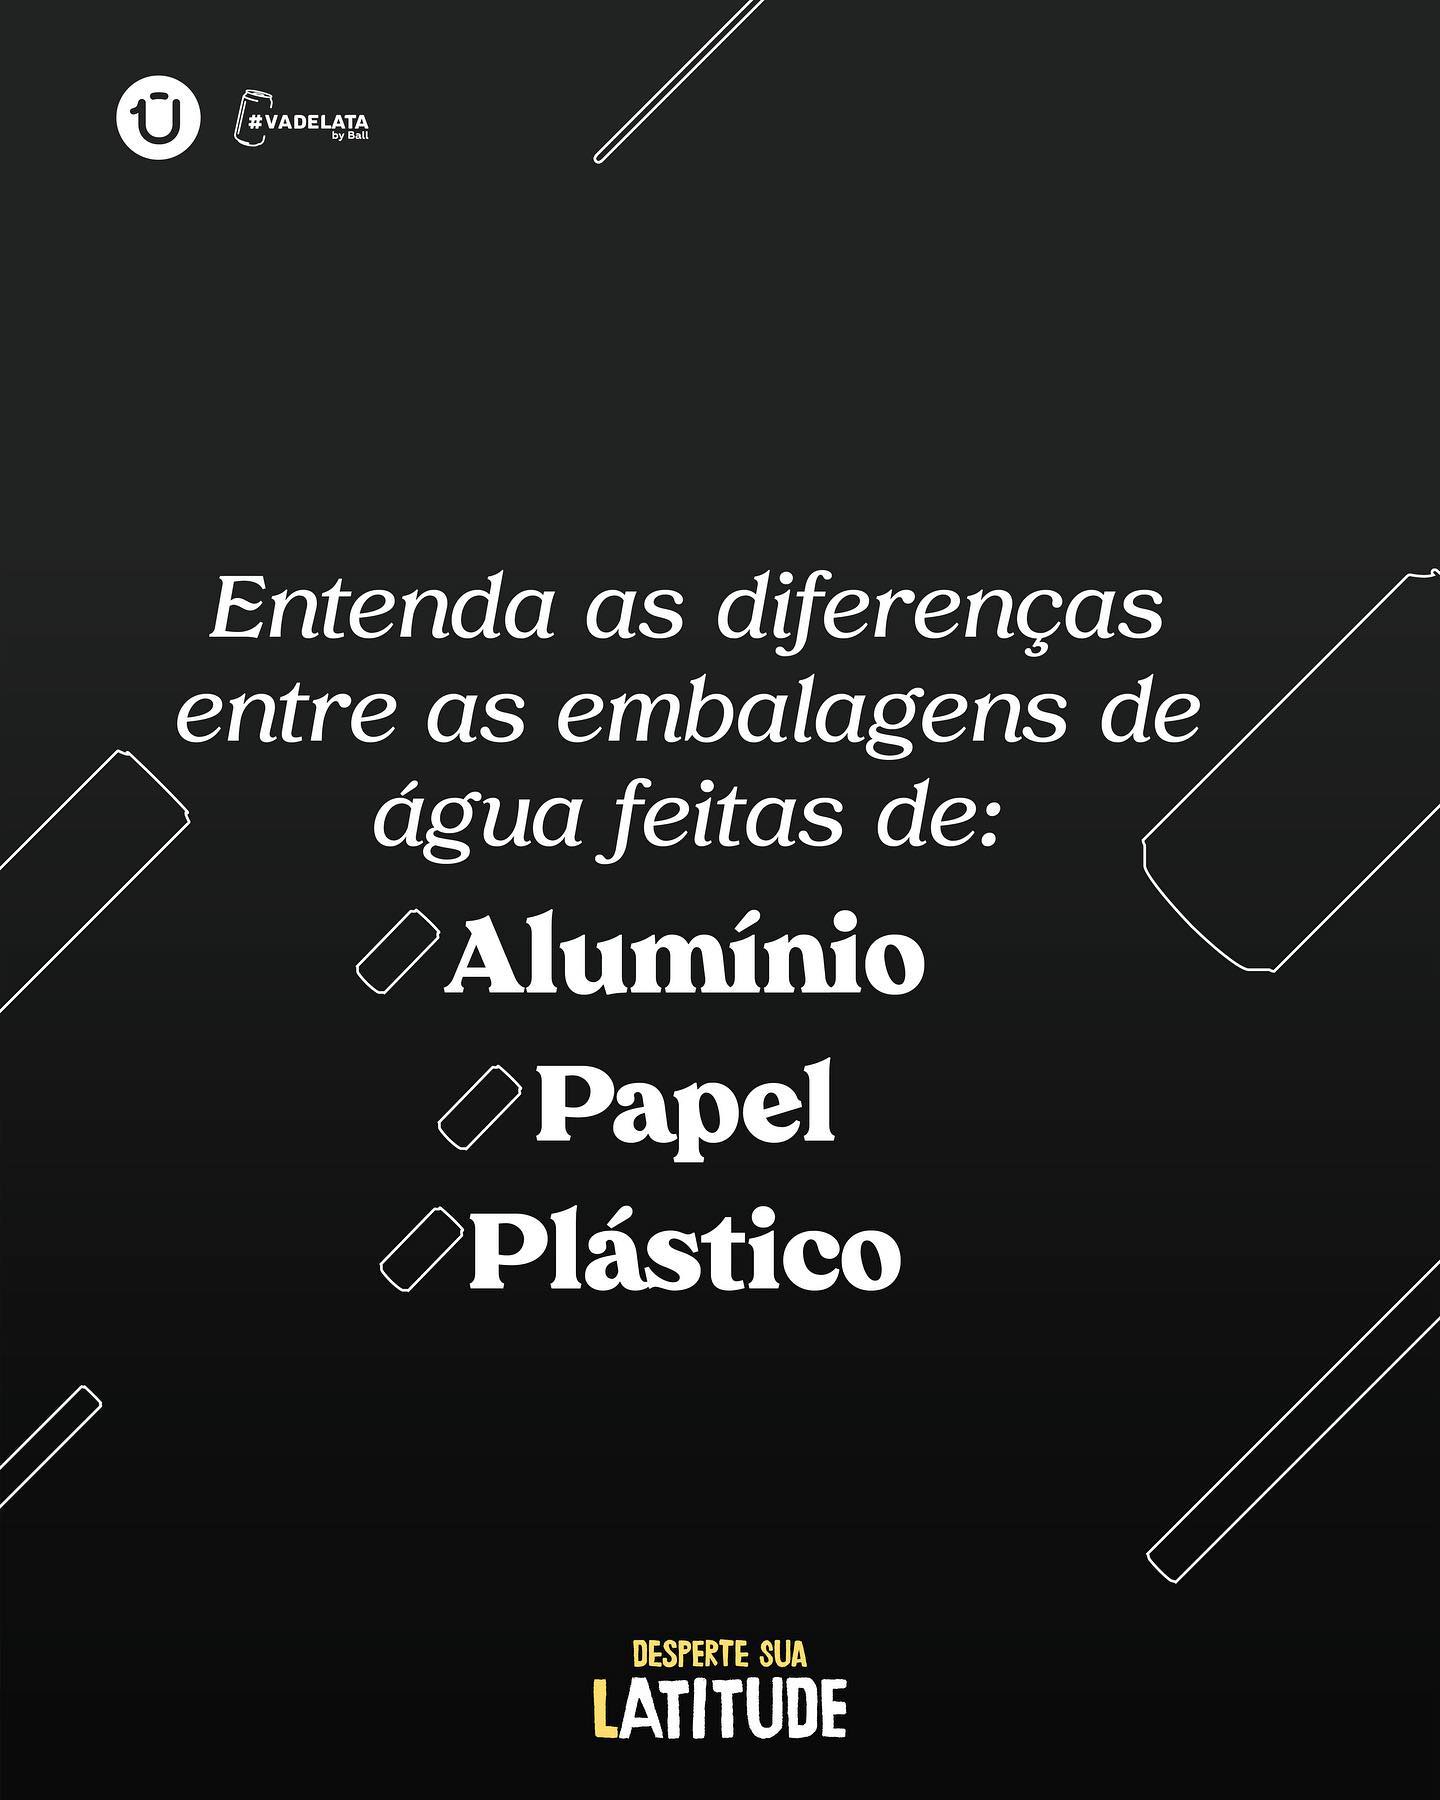 #VADELATA
by Ball
Entenda as diferenças
entre as embalagens de
água feitas de:
Alumínio
Papel
Plástico
DESPERTE SUA
LATITUDE